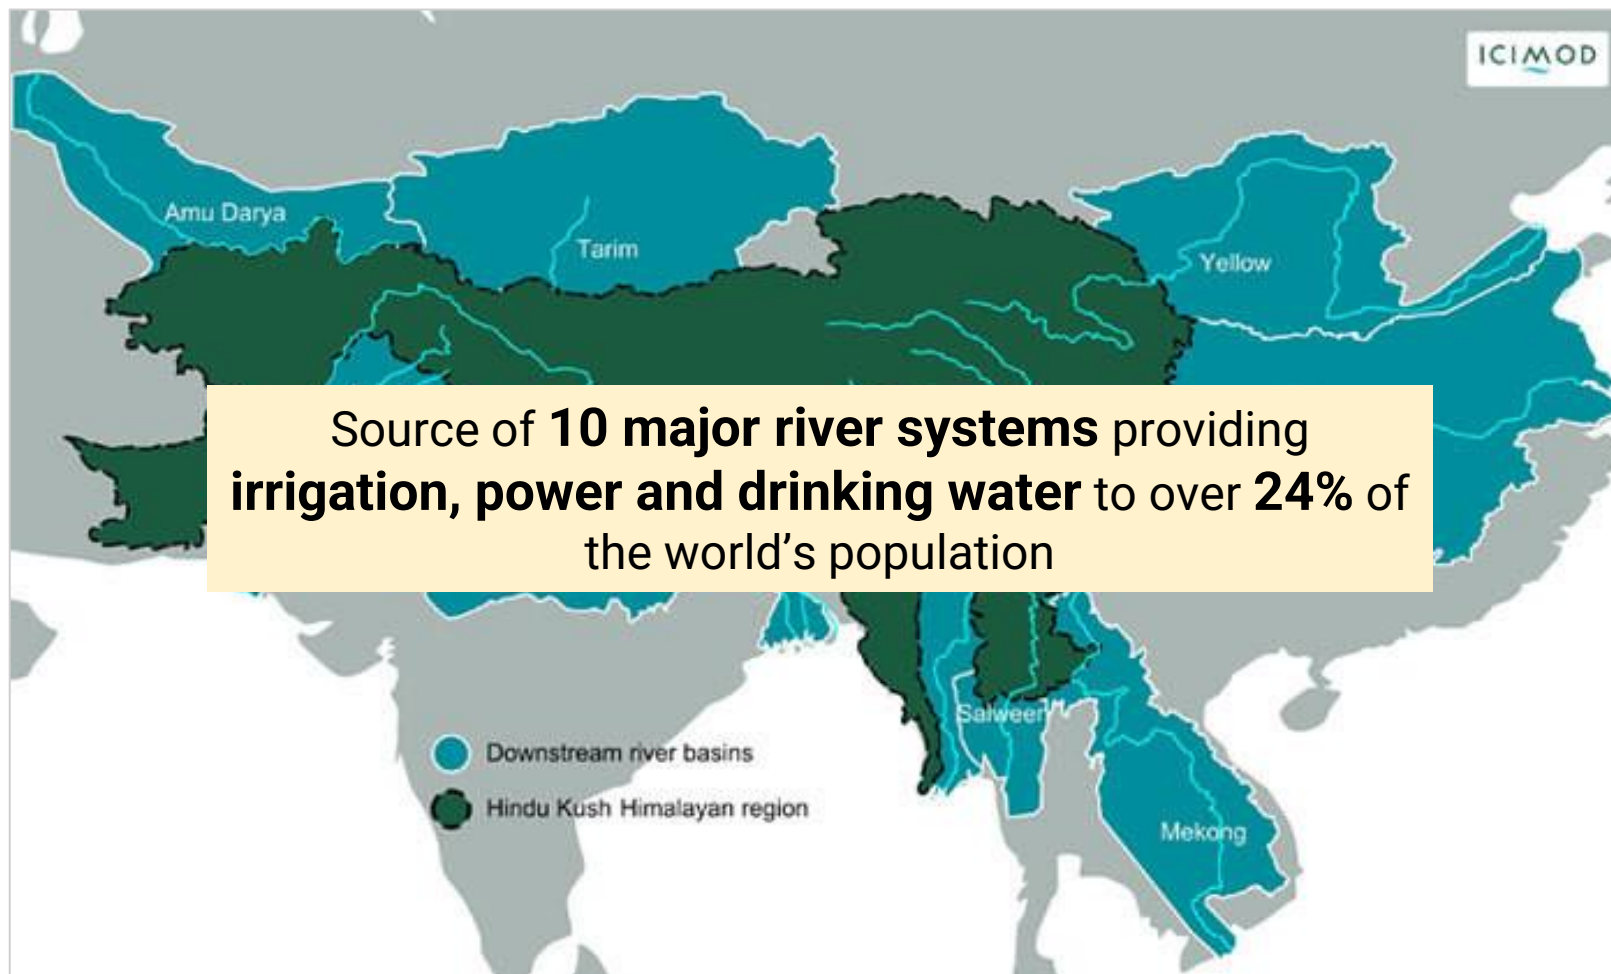 ICIMOD
Amu Darya
Tarim
Yellow
Source of 10 major river systems providing
irrigation, power and drinking water to over 24% of
the world’s population
Salween
Downstream river basins
Hindu Kush Himalayan region
Mekong